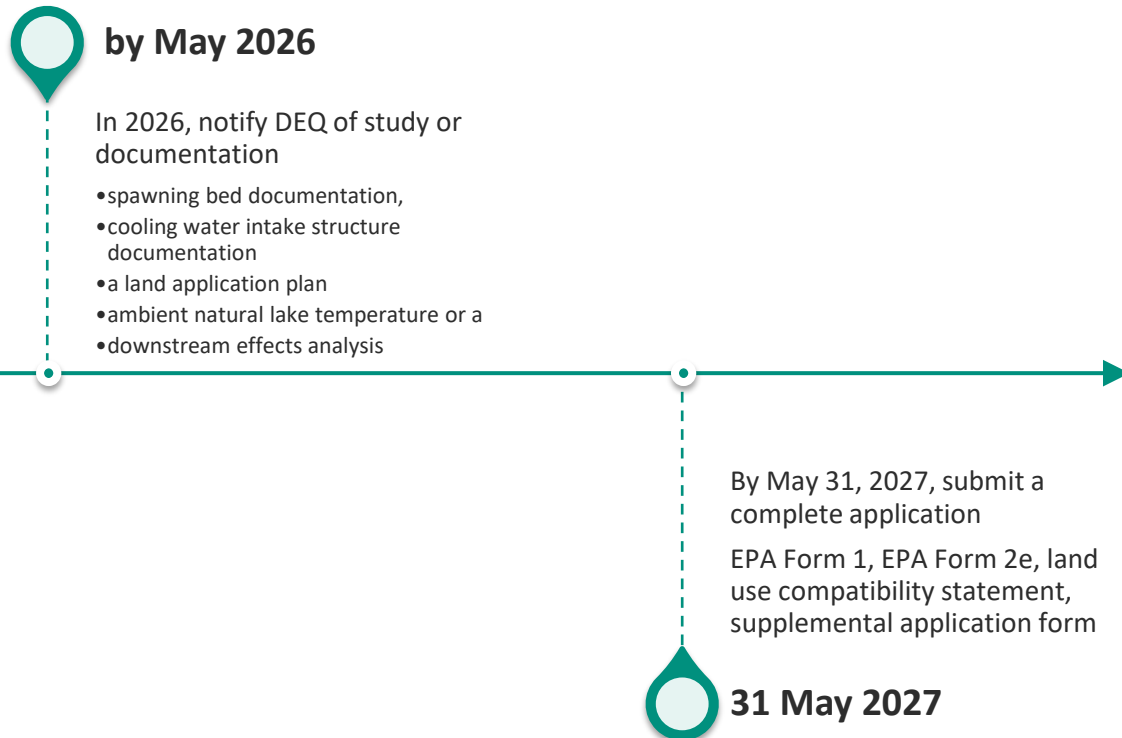 by May 2026
In 2026, notify DEQ of study or
documentation
•spawning bed documentation,
•cooling water intake structure
documentation
•a land application plan
•ambient natural lake temperature or a
•downstream effects analysis
By May 31, 2027, submit a
complete application
EPA Form 1, EPA Form 2e, land
use compatibility statement,
supplemental application form
31 May 2027